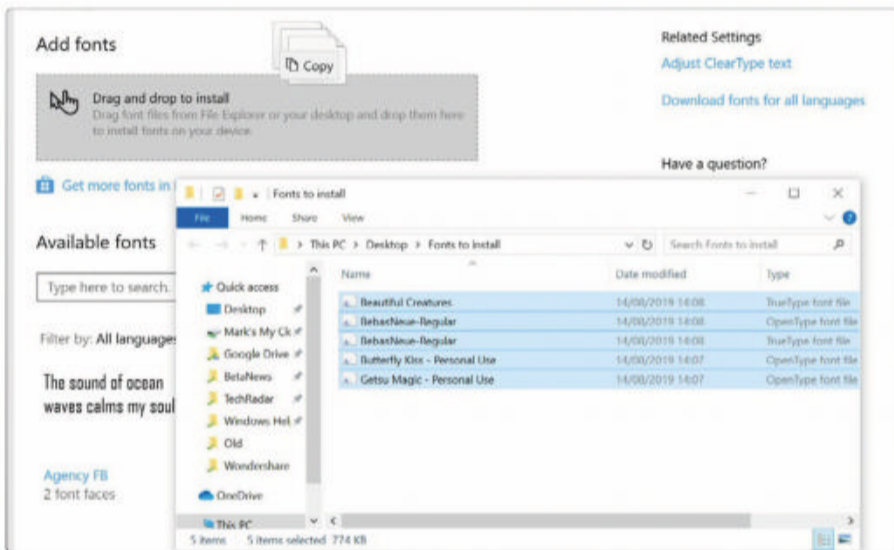 Add fonts
Copy
Drag and drop to install
Drag font files from File Explorer or your desktop and drop them here
to install fonts on your device.
Get more fonts in
Available fonts
Type here to search.
Filter by: All languages
The sound of ocean
waves calms my soul
Agency FB
2 font faces
Related Settings
Adjust ClearType text
Download fonts for all languages
Have a question?
Fonts to install
File Home Share View
This PC > Desktop > Fonts to install
Search Fonts to install
Name Date modified Type
Quick access
Desktop
Mark's My Cl
Google Drive
BetaNews
TechRadar
Windows Hel
Old
Wondershare
OneDrive
This PC
Beautiful Creatures 14/08/2019 14:08 TrueType font file
BebasNeue-Regular 14/08/2019 14:08 OpenType font file
BebasNeue-Regular 14/08/2019 14:08 TrueType font file
Butterfly Kiss - Personal Use 14/08/2019 14:07 OpenType font file
Getsu Magic - Personal Use 14/08/2019 14:07 OpenType font file
5 items 5 items selected 774 KB